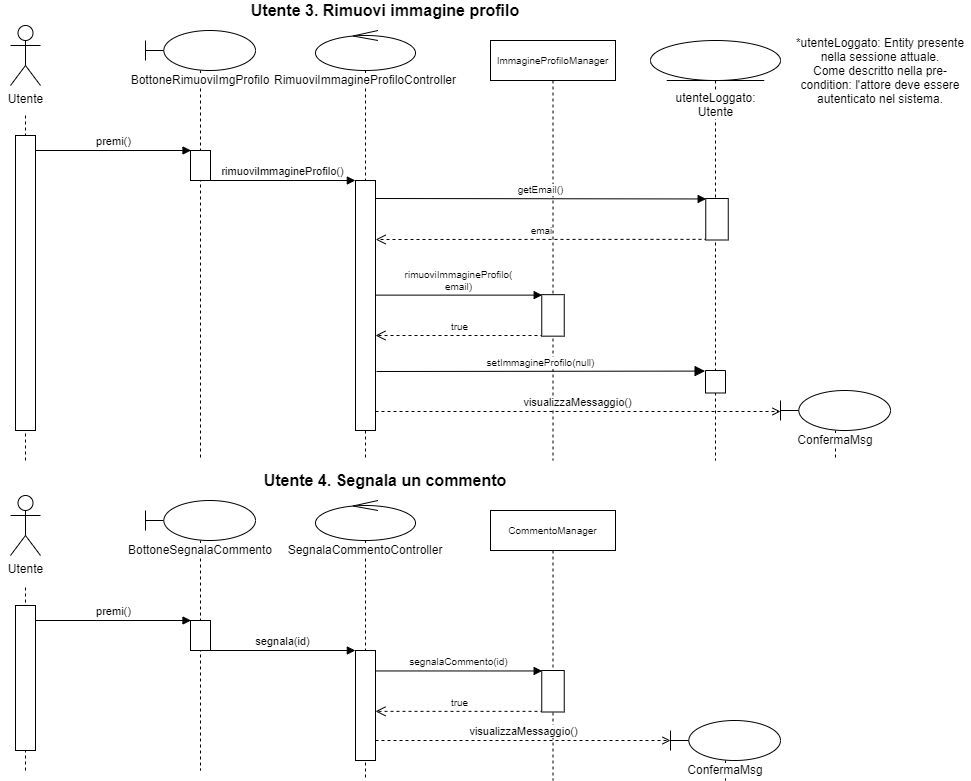 Utente 3. Rimuovi immagine profilo
*utenteLoggato: Entity presente
nella sessione attuale.
Come descritto nella pre-
condition: l'attore deve essere
autenticato nel sistema.
Utente
BottoneRimuoviImgProfilo
RimuoviImmagineProfiloController
ImmagineProfiloManager
utenteLoggato:
Utente
premi()
rimuoviImmagineProfilo()
getEmail()
emai
rimuoviImmagineProfilo(
email)
true
setImmagineProfilo(null)
visualizzaMessaggio()
ConfermaMsg
Utente 4. Segnala un commento
Utente
BottoneSegnalaCommento
SegnalaCommentoController
CommentoManager
premi()
segnala(id)
segnalaCommento(id)
true
visualizzaMessaggio()
ConfermaMsg